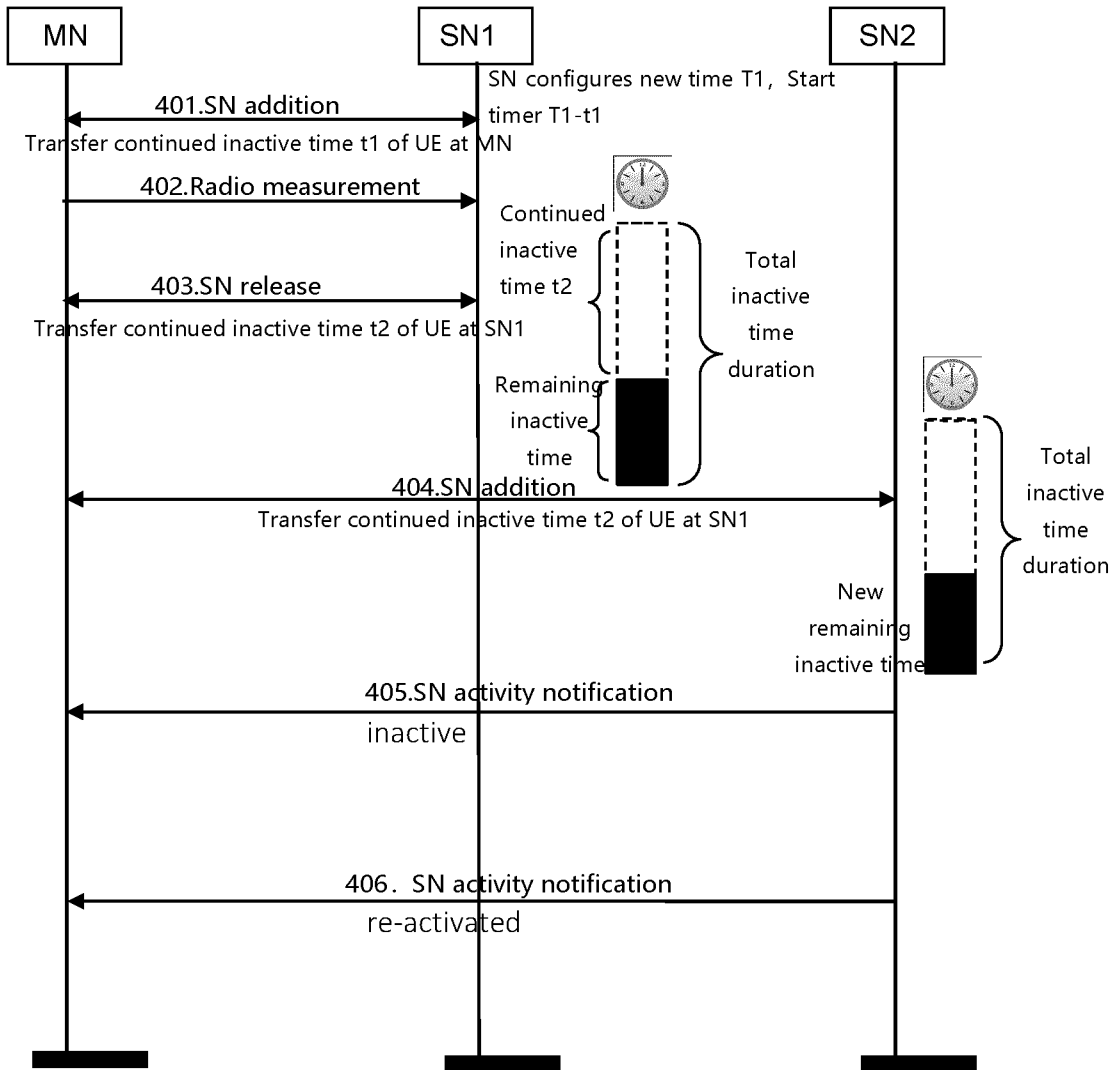 MN
SN1
SN2
SN configures new time T1, Start
timer T1-t1
401.SN addition
Transfer continued inactive time t1 of UE at MN
402.Radio measurement
Continued
inactive
time t2
Total
inactive
time
duration
403.SN release
Transfer continued inactive time t2 of UE at SN1
Remaining
inactive
time
404.SN addition
Transfer continued inactive time t2 of UE at SN1
Total
inactive
time
duration
New
remaining
inactive time
405.SN activity notification
inactive
406. SN activity notification
re-activated